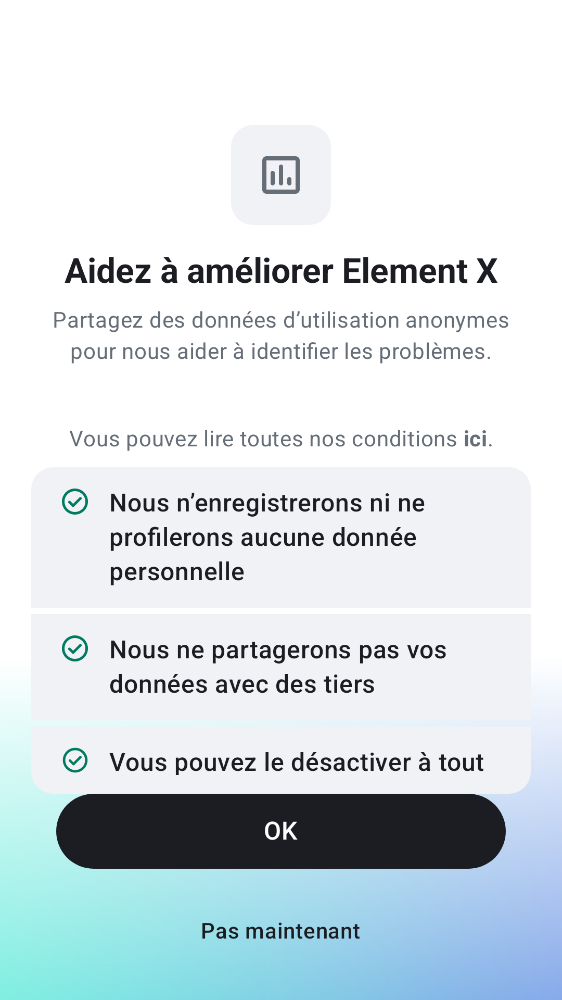 Aidez à améliorer Element X
Partagez des données d’utilisation anonymes
pour nous aider à identifier les problèmes.
Vous pouvez lire toutes nos conditions ici.
Nous n’enregistrerons ni ne
profilerons aucune donnée
personnelle
Nous ne partagerons pas vos
données avec des tiers
Vous pouvez le désactiver à tout
OK
Pas maintenant